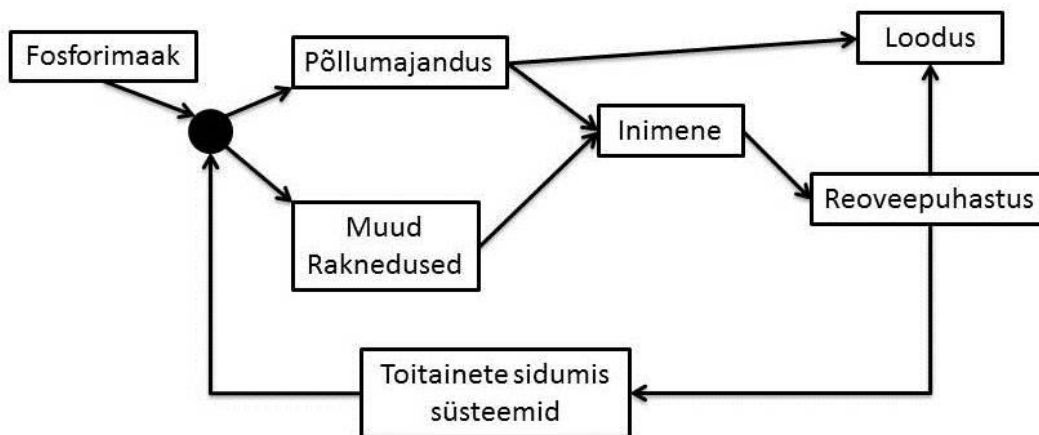 Fosforimaak
Põllumajandus
Loodus
Inimene
Reoveepuhastus
Muud
Raknedused
Toitainete sidumis
süsteemid